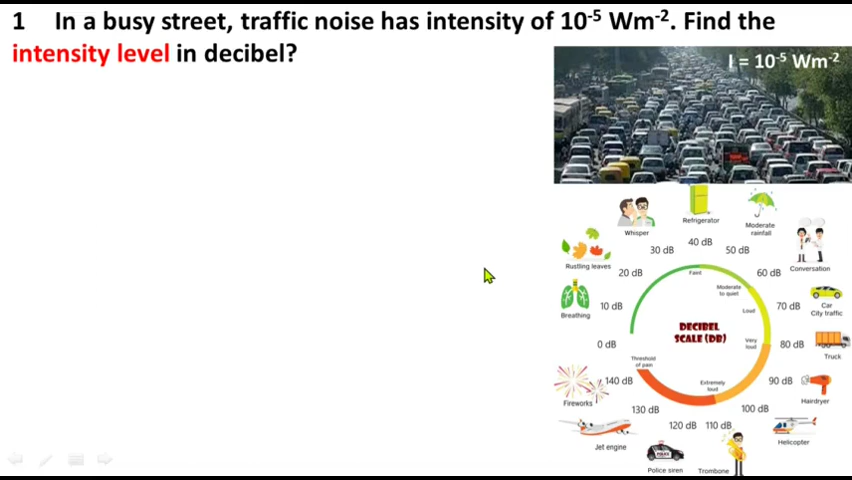 1 In a busy street, traffic noise has intensity of 10⁻⁵ Wm⁻². Find the
intensity level in decibel?
I = 10⁻⁵ Wm⁻²
Refrigerator
Whisper
Moderate
rainfall
40 dB
30 dB
50 dB
Rustling leaves
20 dB
Faint
60 dB
Conversation
Moderate
to quiet
Breathing
10 dB
Loud
70 dB
Car
City traffic
DECIBEL
SCALE (DB)
0 dB
Very
loud
80 dB
Truck
Threshold
of pain
140 dB
Extremely
loud
90 dB
Fireworks
Hairdryer
130 dB
100 dB
120 dB
110 dB
Jet engine
Helicopter
POLICE
Police siren
Trombone